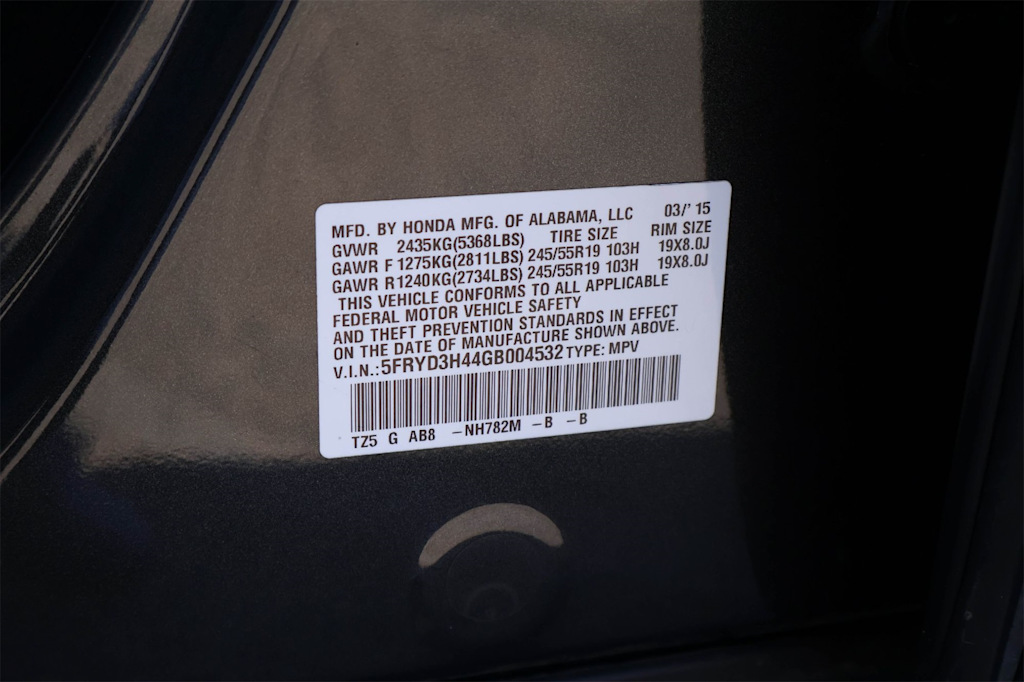 MFD. BY HONDA MFG. OF ALABAMA, LLC 03/' 15
GVWR 2435KG(5368LBS) TIRE SIZE RIM SIZE
GAWR F 1275KG(2811LBS) 245/55R19 103H 19X8.0J
GAWR R1240KG(2734LBS) 245/55R19 103H 19X8.0J
THIS VEHICLE CONFORMS TO ALL APPLICABLE
FEDERAL MOTOR VEHICLE SAFETY
AND THEFT PREVENTION STANDARDS IN EFFECT
ON THE DATE OF MANUFACTURE SHOWN ABOVE.
V.I.N.:5FRYD3H44GB004532 TYPE: MPV
TZ5 G AB8 –NH782M –B –B